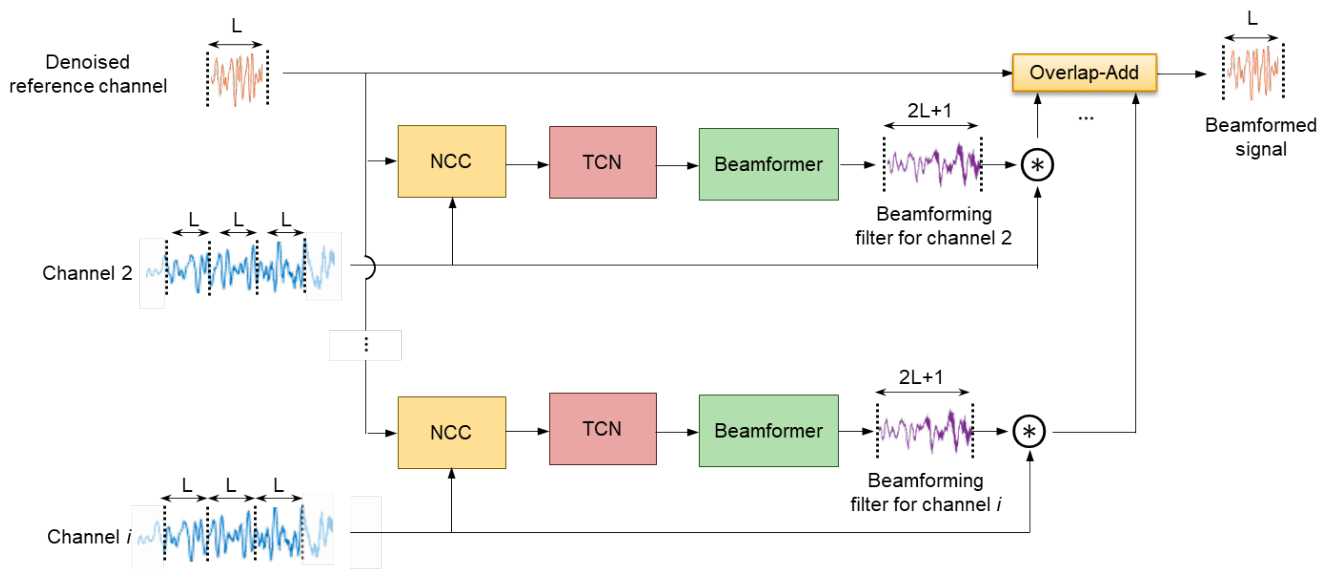 L
L
Denoised
reference channel
Overlap-Add
2L+1
...
Beamformed
signal
NCC
TCN
Beamformer
*
L
L
L
Beamforming
filter for channel 2
Channel 2
...
2L+1
NCC
TCN
Beamformer
*
L
L
L
Beamforming
filter for channel i
Channel i